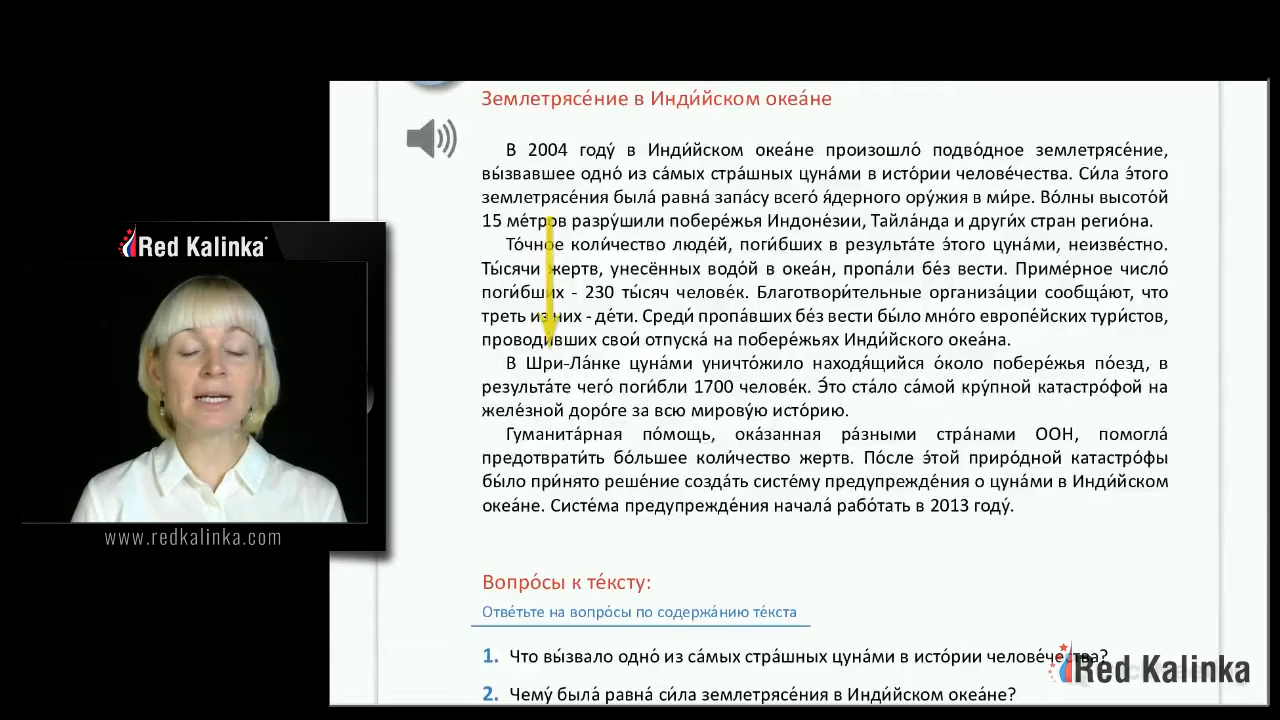 Red Kalinka
www.redkalinka.com
Землетрясе́ние в Инди́йском океа́не
В 2004 году́ в Инди́йском океа́не произошло́ подво́дное землетрясе́ние,
вы́звавшее одно́ из са́мых стра́шных цуна́ми в исто́рии челове́чества. Си́ла э́того
землетрясе́ния была́ равна́ запа́су всего́ я́дерного ору́жия в ми́ре. Во́лны высото́й
15 ме́тров разру́шили побере́жья Индоне́зии, Тайла́нда и други́х стран регио́на.
То́чное коли́чество люде́й, поги́бших в результа́те э́того цуна́ми, неизве́стно.
Ты́сячи жертв, унесённых водо́й в океа́н, пропа́ли бе́з вести. Приме́рное число́
поги́бших - 230 ты́сяч челове́к. Благотвори́тельные организа́ции сообща́ют, что
треть из них - де́ти. Среди́ пропа́вших бе́з вести бы́ло мно́го европе́йских тури́стов,
проводи́вших свои́ отпуска́ на побере́жьях Инди́йского океа́на.
В Шри-Ла́нке цуна́ми уничто́жило находя́щийся о́коло побере́жья по́езд, в
результа́те чего́ поги́бли 1700 челове́к. Э́то ста́ло са́мой кру́пной катастро́фой на
желе́зной доро́ге за всю мирову́ю исто́рию.
Гуманита́рная по́мощь, ока́занная ра́зными стра́нами ООН, помогла́
предотврати́ть бо́льшее коли́чество жертв. По́сле э́той приро́дной катастро́фы
бы́ло при́нято реше́ние созда́ть систе́му предупрежде́ния о цуна́ми в Инди́йском
океа́не. Систе́ма предупрежде́ния начала́ рабо́тать в 2013 году́.
Вопро́сы к те́ксту:
Отве́тьте на вопро́сы по содержа́нию те́кста
1. Что вы́звало одно́ из са́мых стра́шных цуна́ми в исто́рии челове́чества?
2. Чему́ была́ равна́ си́ла землетрясе́ния в Инди́йском океа́не?
Red Kalinka